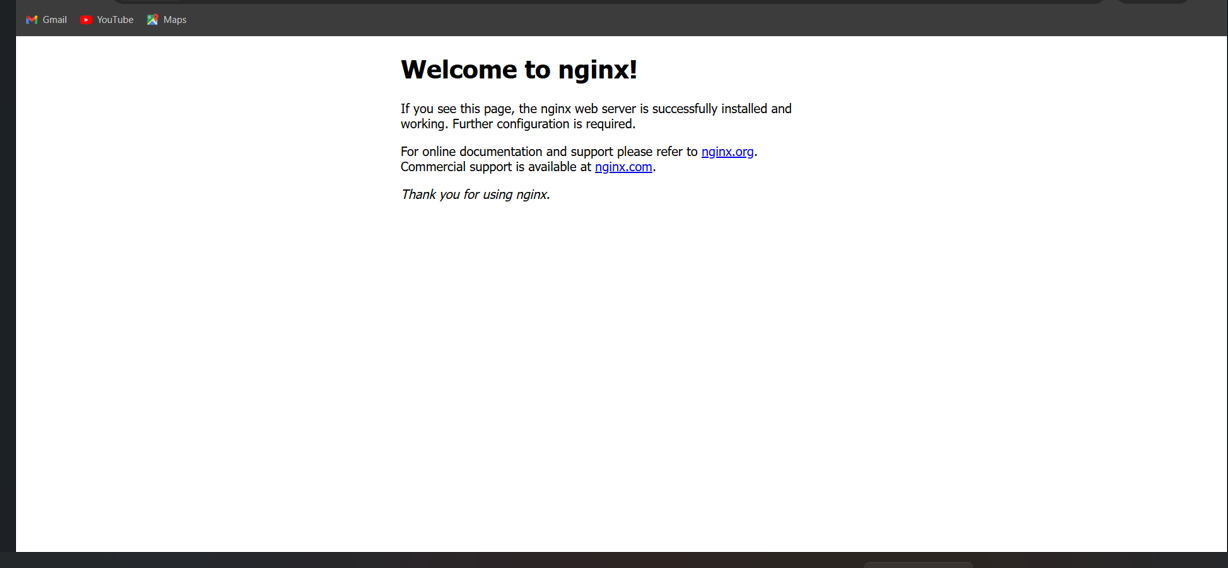 Gmail YouTube Maps
Welcome to nginx!
If you see this page, the nginx web server is successfully installed and
working. Further configuration is required.
For online documentation and support please refer to nginx.org.
Commercial support is available at nginx.com.
Thank you for using nginx.